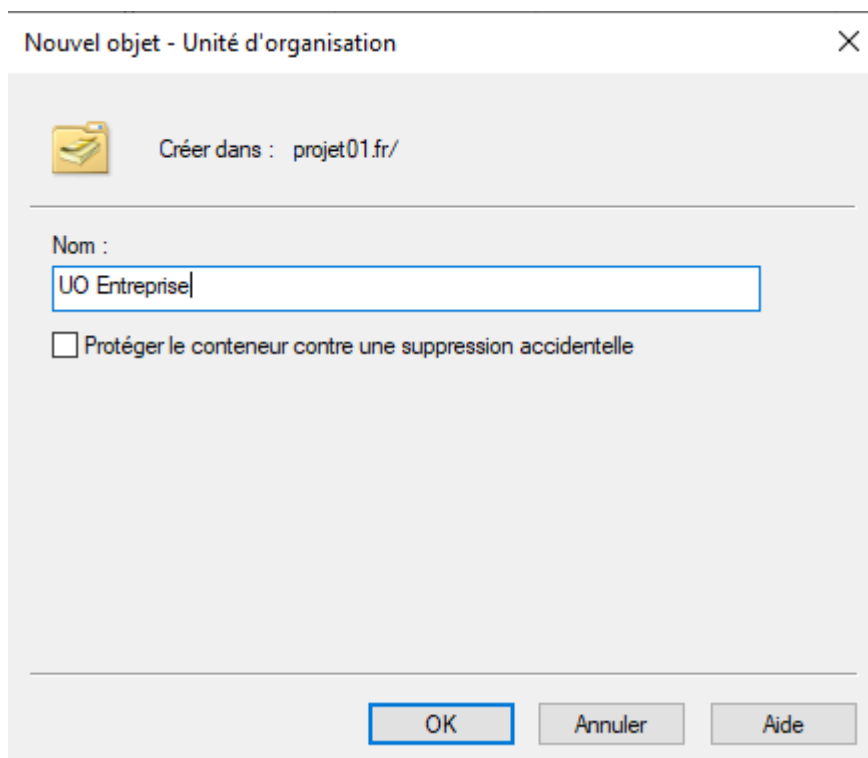 Nouvel objet - Unité d'organisation
Créer dans : projet01.fr/
Nom :
UO Entreprise
Protéger le conteneur contre une suppression accidentelle
OK Annuler Aide